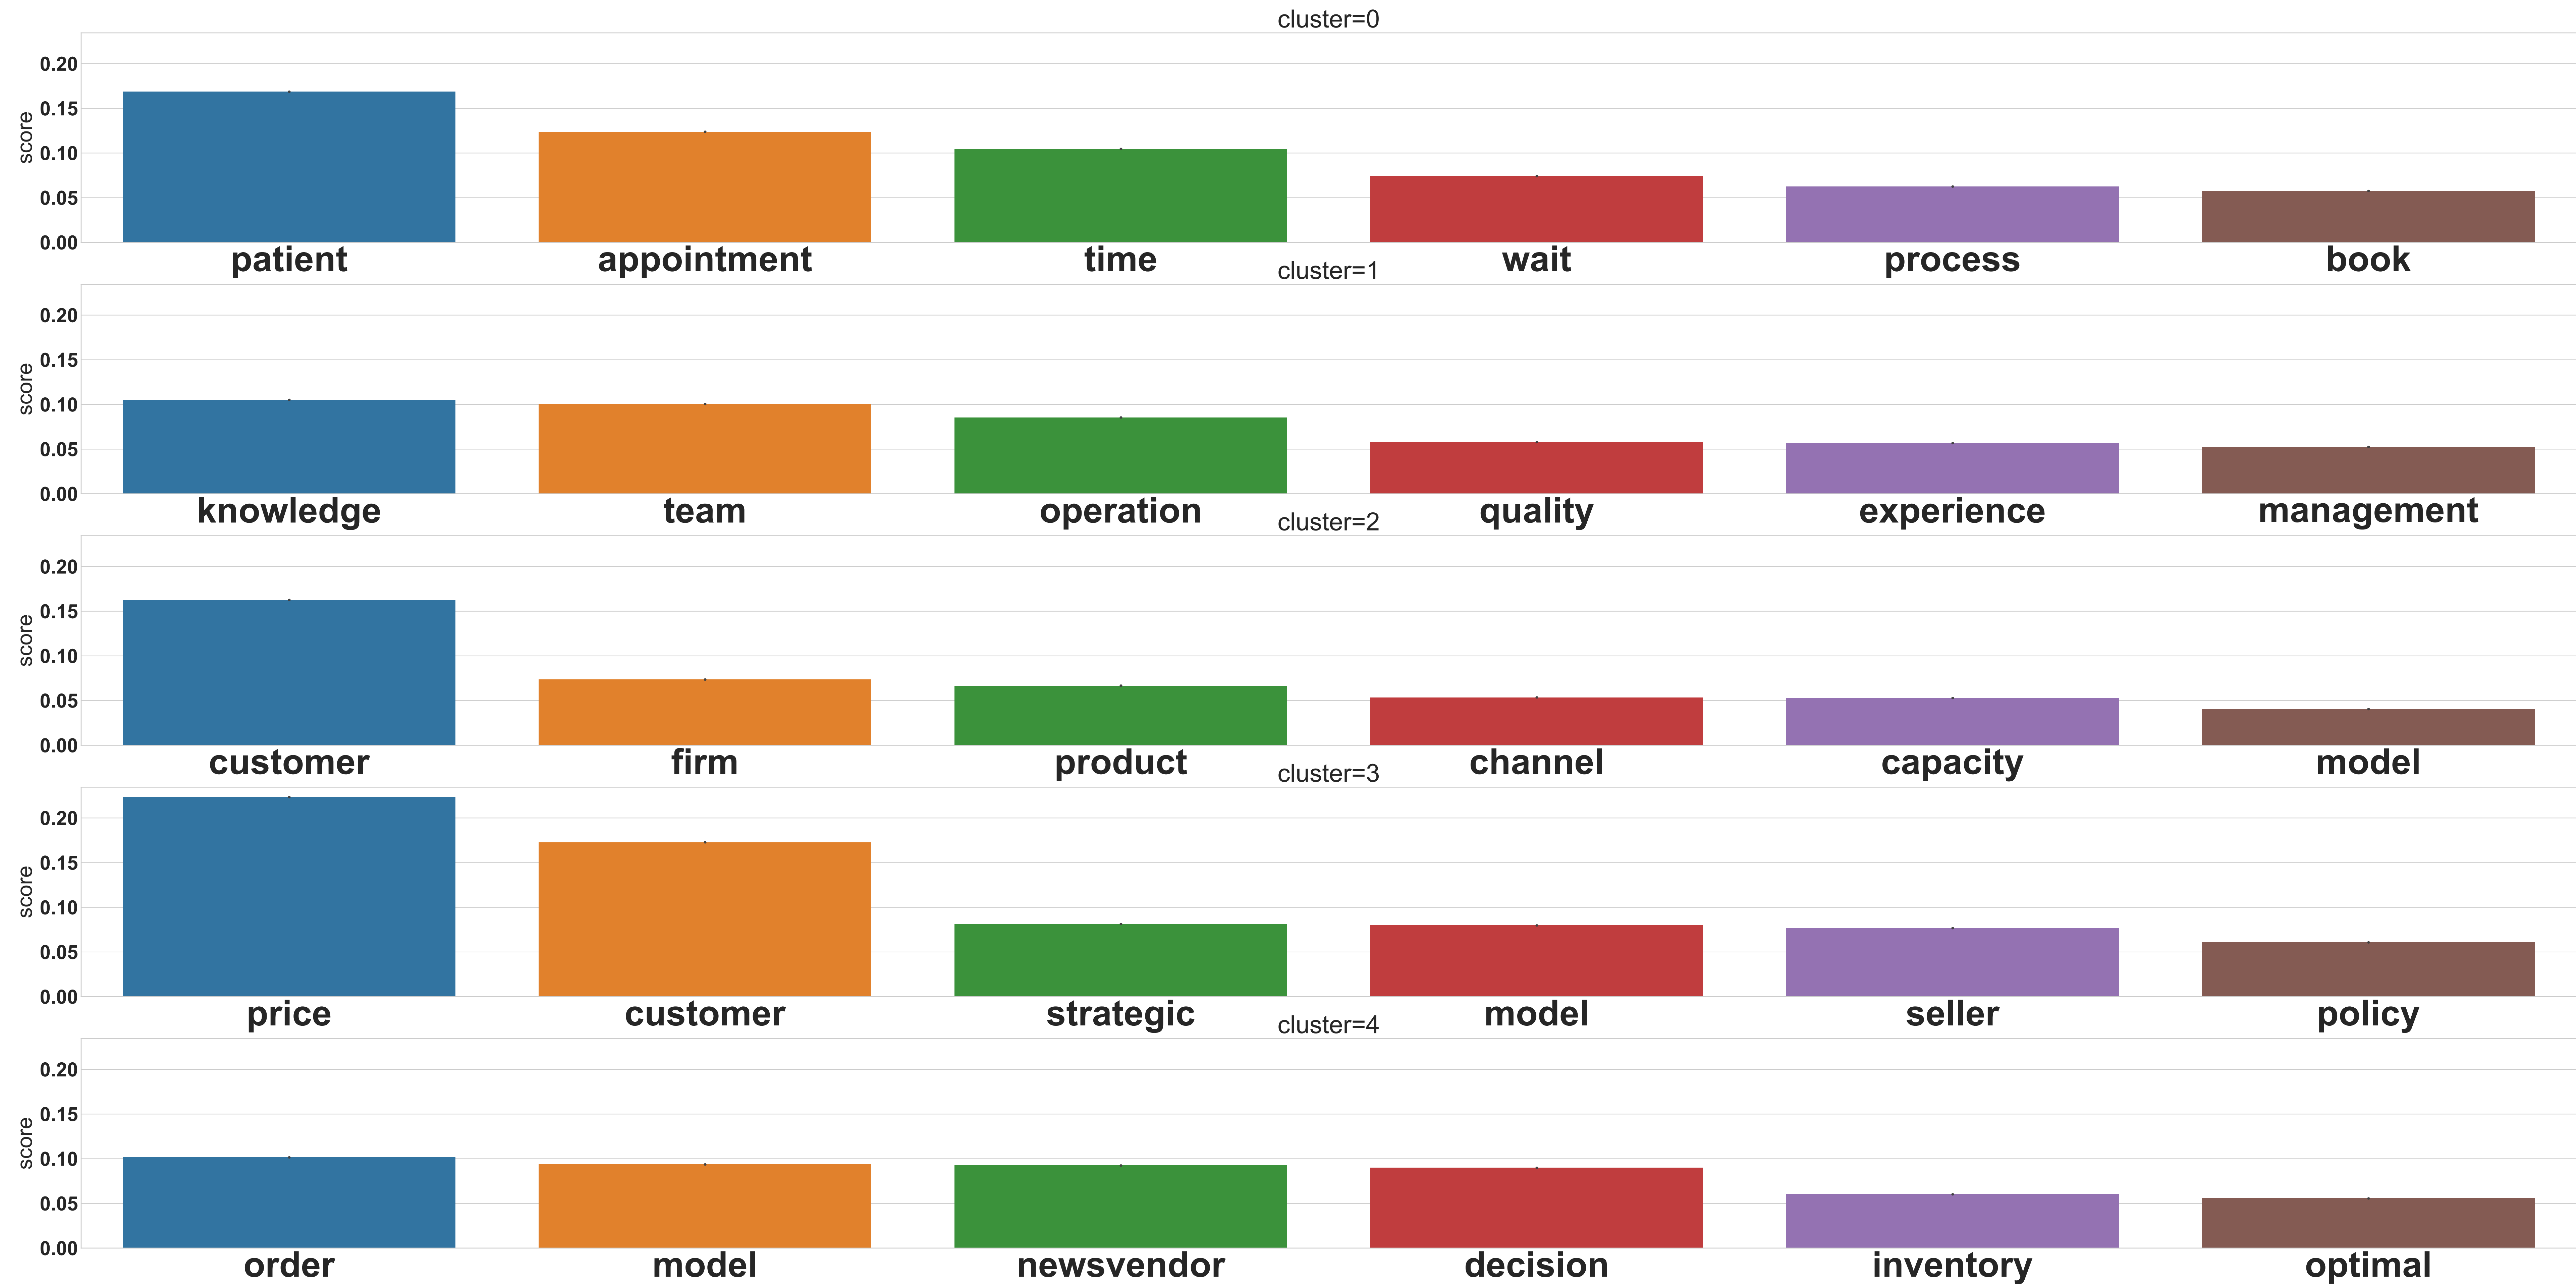 cluster=0
0.20
0.15
0.10
0.05
0.00
score
patient appointment time wait process book
cluster=1
0.20
0.15
0.10
0.05
0.00
score
knowledge team operation quality experience management
cluster=2
0.20
0.15
0.10
0.05
0.00
score
customer firm product channel capacity model
cluster=3
0.20
0.15
0.10
0.05
0.00
score
price customer strategic model seller policy
cluster=4
0.20
0.15
0.10
0.05
0.00
score
order model newsvendor decision inventory optimal